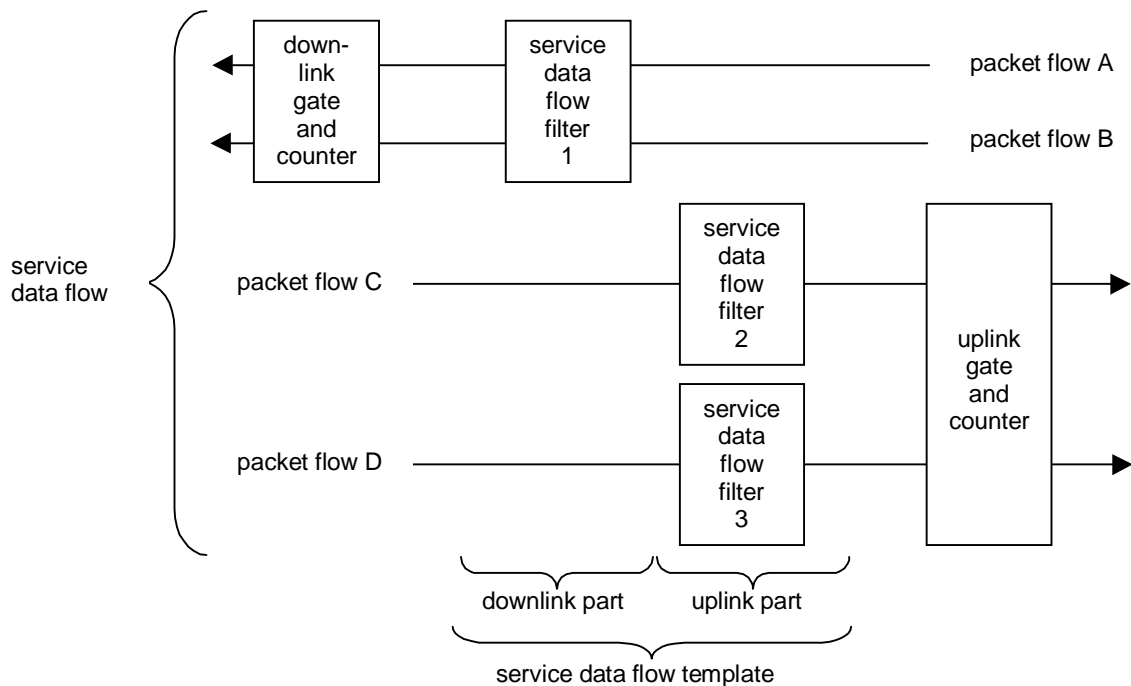 down-
link
gate
and
counter
service
data
flow
filter
1
packet flow A
packet flow B
service
data flow
packet flow C
service
data
flow
filter
2
uplink
gate
and
counter
packet flow D
service
data
flow
filter
3
downlink part
uplink part
service data flow template